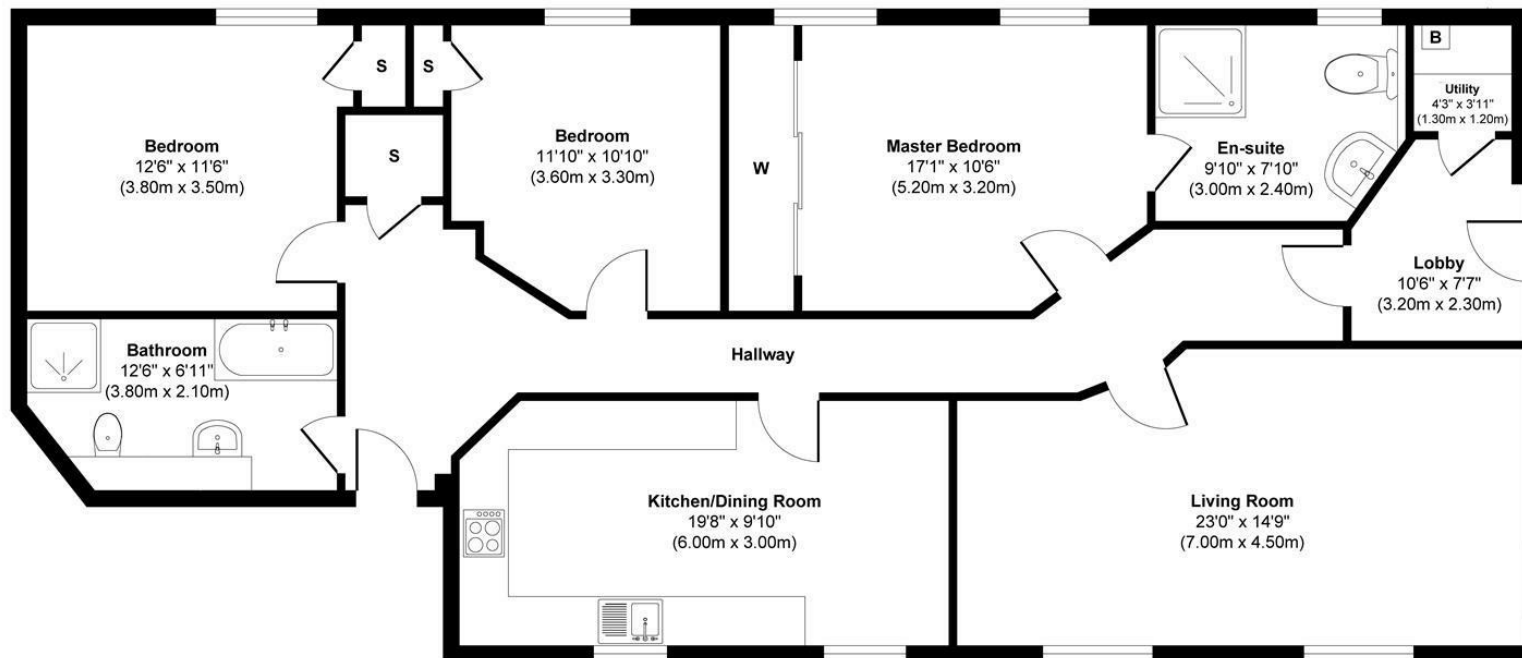 S
S
B
Utility
4'3" x 3'11"
(1.30m x 1.20m)
Bedroom
12'6" x 11'6"
(3.80m x 3.50m)
S
Bedroom
11'10" x 10'10"
(3.60m x 3.30m)
W
Master Bedroom
17'1" x 10'6"
(5.20m x 3.20m)
En-suite
9'10" x 7'10"
(3.00m x 2.40m)
Lobby
10'6" x 7'7"
(3.20m x 2.30m)
Bathroom
12'6" x 6'11"
(3.80m x 2.10m)
Hallway
Kitchen/Dining Room
19'8" x 9'10"
(6.00m x 3.00m)
Living Room
23'0" x 14'9"
(7.00m x 4.50m)